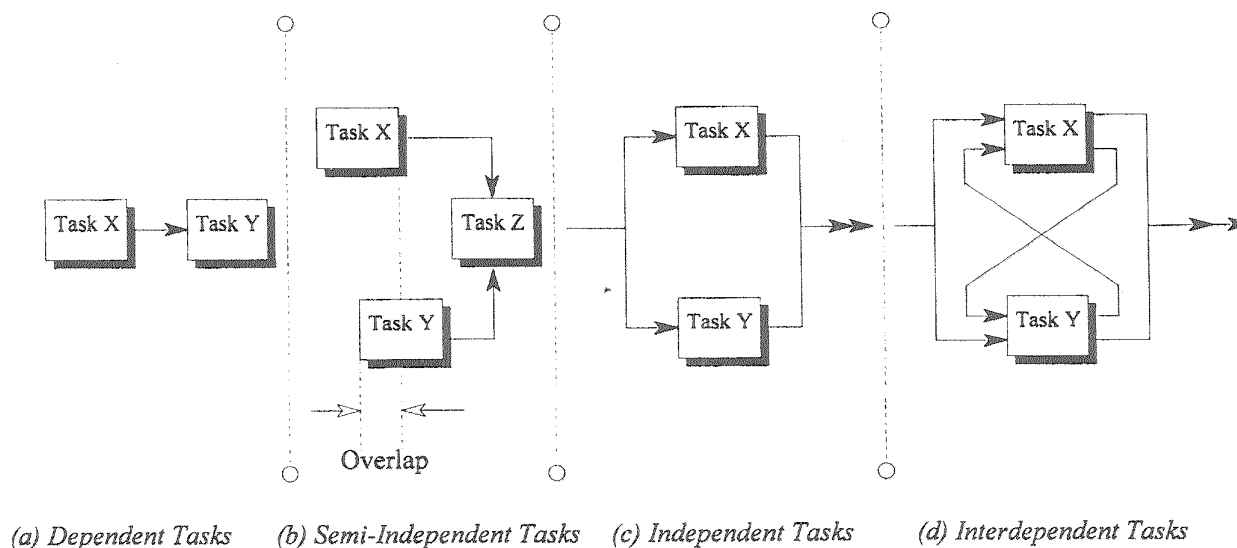 Task X
Task Y
Task X
Task Z
Task Y
Overlap
Task X
Task Y
Task X
Task Y
(a) Dependent Tasks
(b) Semi-Independent Tasks
(c) Independent Tasks
(d) Interdependent Tasks